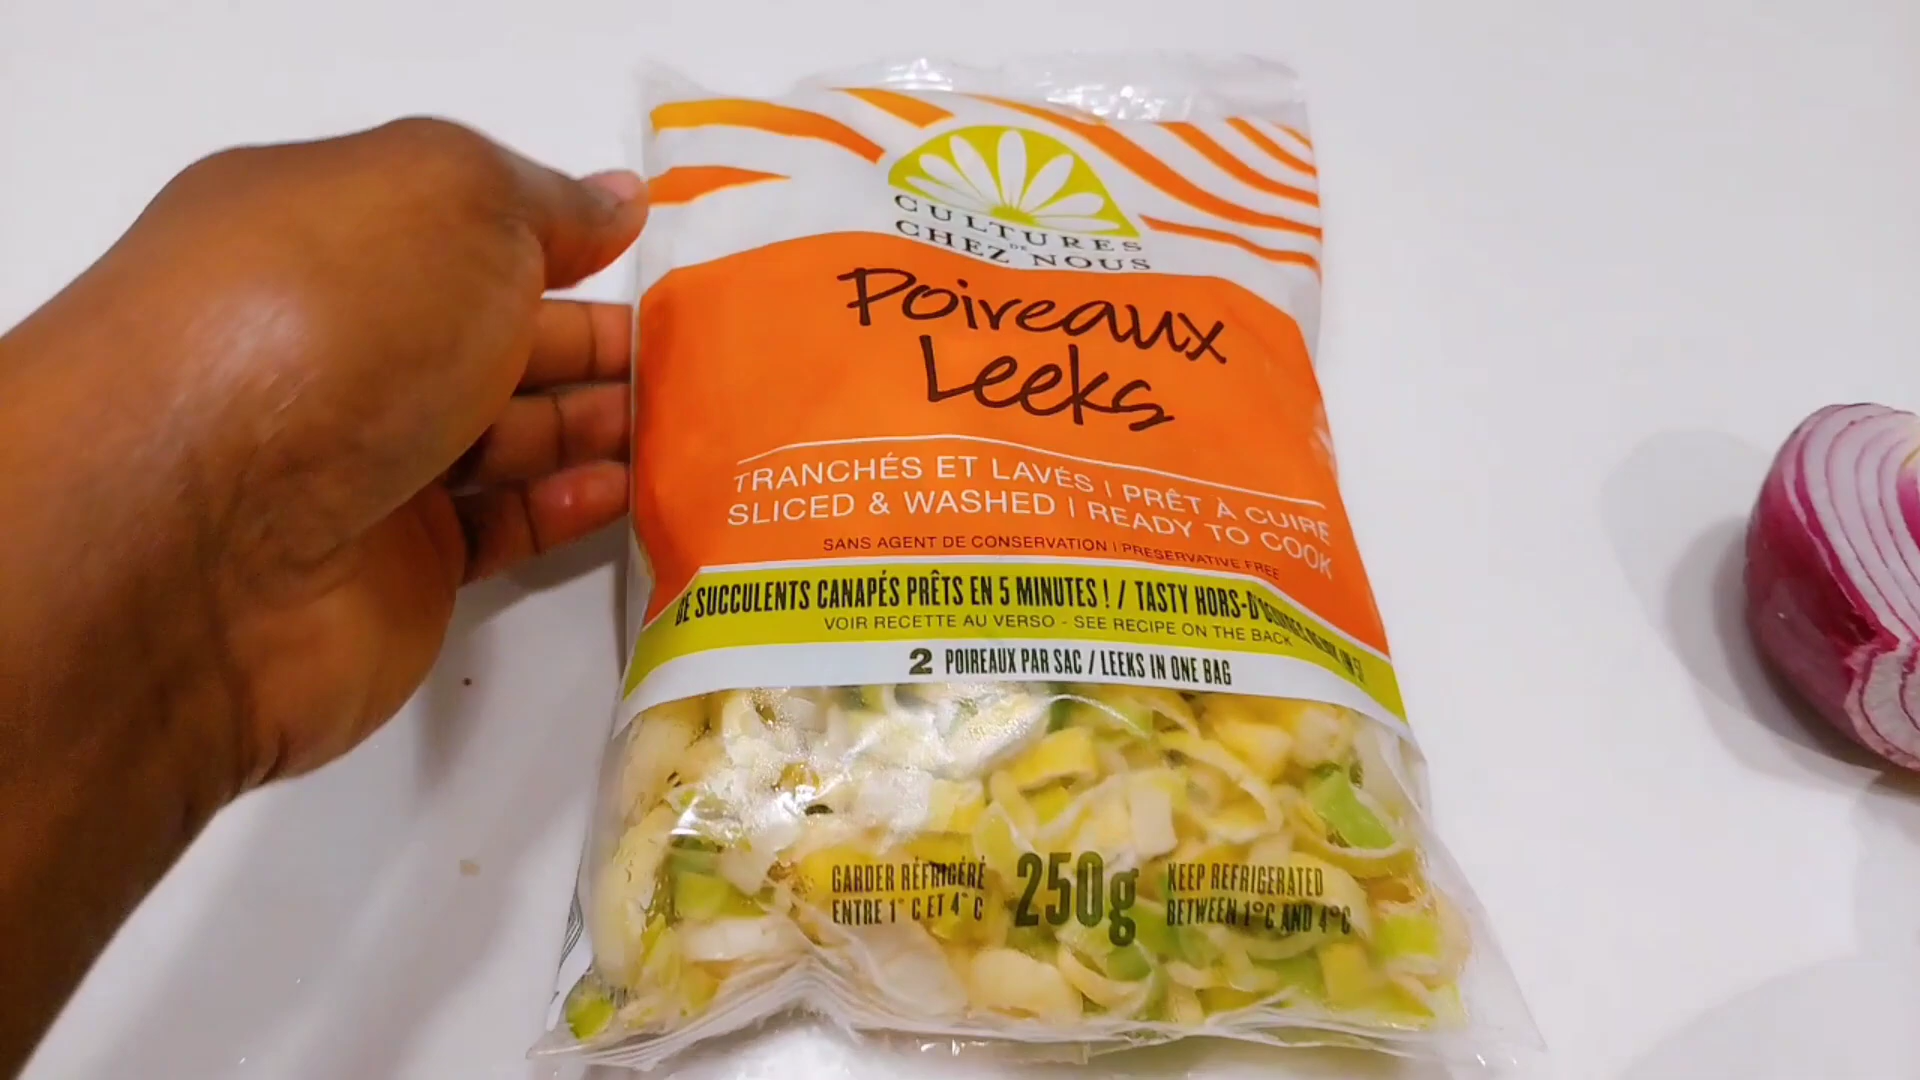 CULTURES
DE
CHEZ NOUS
Poireaux
Leeks
TRANCHÉS ET LAVÉS | PRÊT À CUIRE
SLICED & WASHED | READY TO COOK
SANS AGENT DE CONSERVATION | PRESERVATIVE FREE
DE SUCCULENTS CANAPÉS PRÊTS EN 5 MINUTES ! / TASTY HORS-D'OEUVRES
VOIR RECETTE AU VERSO - SEE RECIPE ON THE BACK
2 POIREAUX PAR SAC / LEEKS IN ONE BAG
GARDER RÉFRIGÉRÉ
ENTRE 1° C ET 4° C
250g
KEEP REFRIGERATED
BETWEEN 1°C AND 4°C